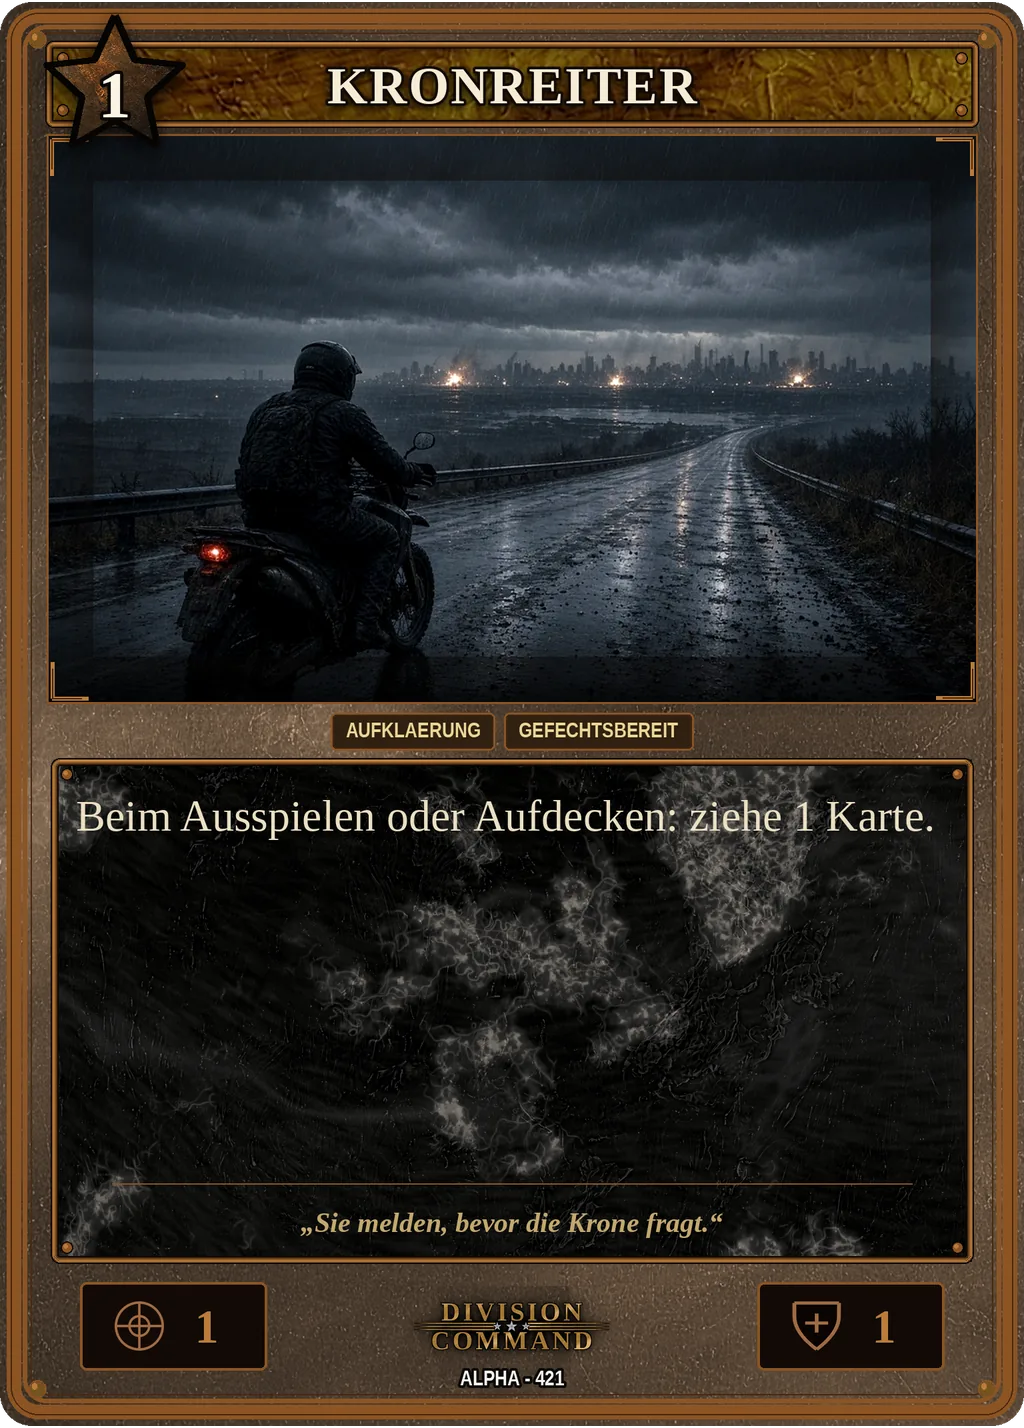 1
KRONREITER
AUFKLAERUNG GEFECHTSBEREIT
Beim Ausspielen oder Aufdecken: ziehe 1 Karte.
„Sie melden, bevor die Krone fragt.“
1
DIVISION
COMMAND
1
ALPHA - 421